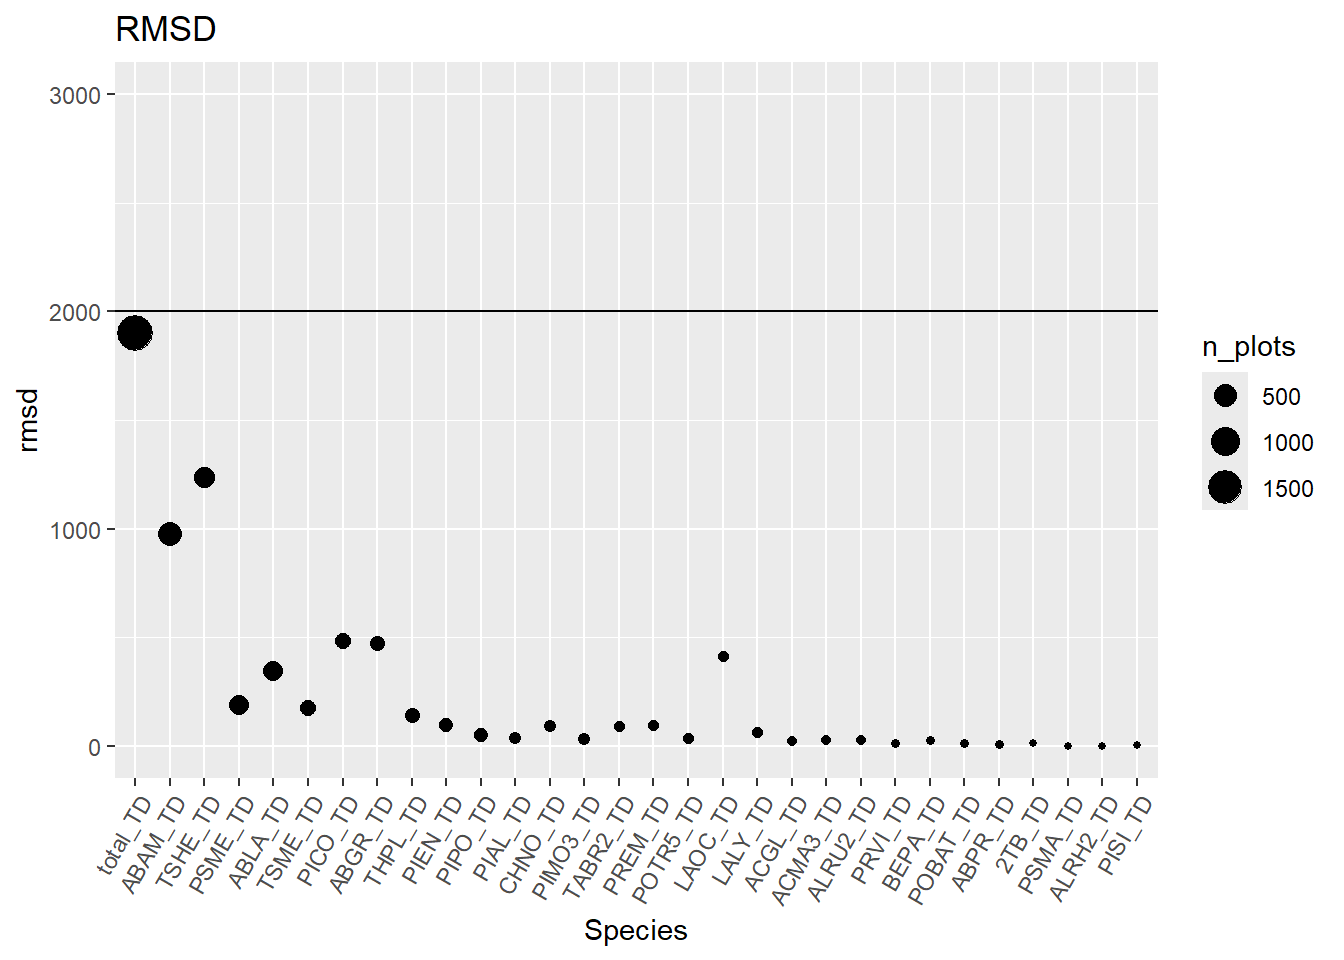 RMSD
3000
2000
1000
0
rmsd
total_TD
ABAM_TD
TSHE_TD
PSME_TD
ABLA_TD
TSME_TD
PICO_TD
ABGR_TD
THPL_TD
PIEN_TD
PIPO_TD
PIAL_TD
CHNO_TD
PIMO3_TD
TABR2_TD
PREM_TD
POTR5_TD
LAOC_TD
LALY_TD
ACGL_TD
ACMA3_TD
ALRU2_TD
PRVI_TD
BEPA_TD
POBAT_TD
ABPR_TD
2TB_TD
PSMA_TD
ALRH2_TD
PISI_TD
Species
n_plots
500
1000
1500